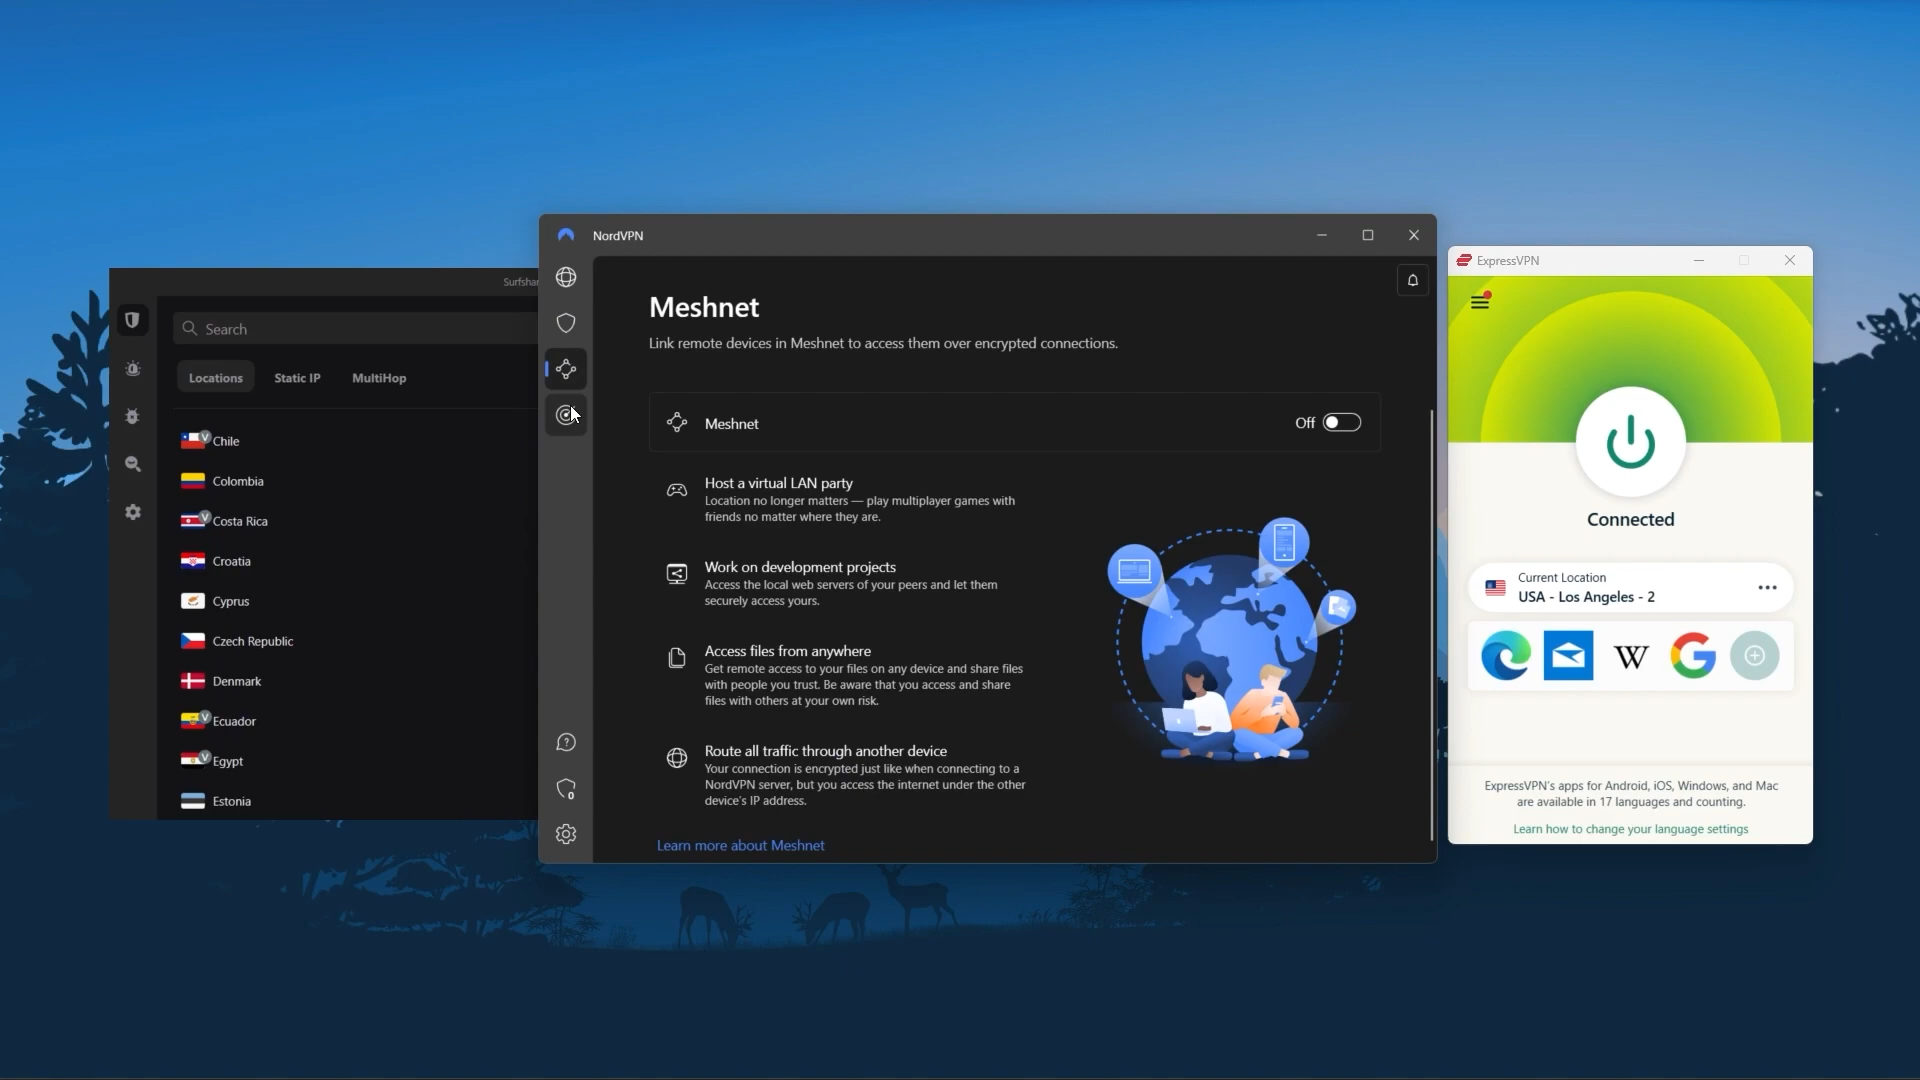 Surfshar
Search
Locations
Static IP
MultiHop
V Chile
Colombia
V Costa Rica
Croatia
Cyprus
Czech Republic
Denmark
V Ecuador
V Egypt
Estonia
NordVPN
Meshnet
Link remote devices in Meshnet to access them over encrypted connections.
Meshnet
Off
Host a virtual LAN party
Location no longer matters — play multiplayer games with
friends no matter where they are.
Work on development projects
Access the local web servers of your peers and let them
securely access yours.
Access files from anywhere
Get remote access to your files on any device and share files
with people you trust. Be aware that you access and share
files with others at your own risk.
Route all traffic through another device
Your connection is encrypted just like when connecting to a
NordVPN server, but you access the internet under the other
device's IP address.
0
Learn more about Meshnet
ExpressVPN
Connected
Current Location
USA - Los Angeles - 2
W
G
ExpressVPN's apps for Android, iOS, Windows, and Mac
are available in 17 languages and counting.
Learn how to change your language settings